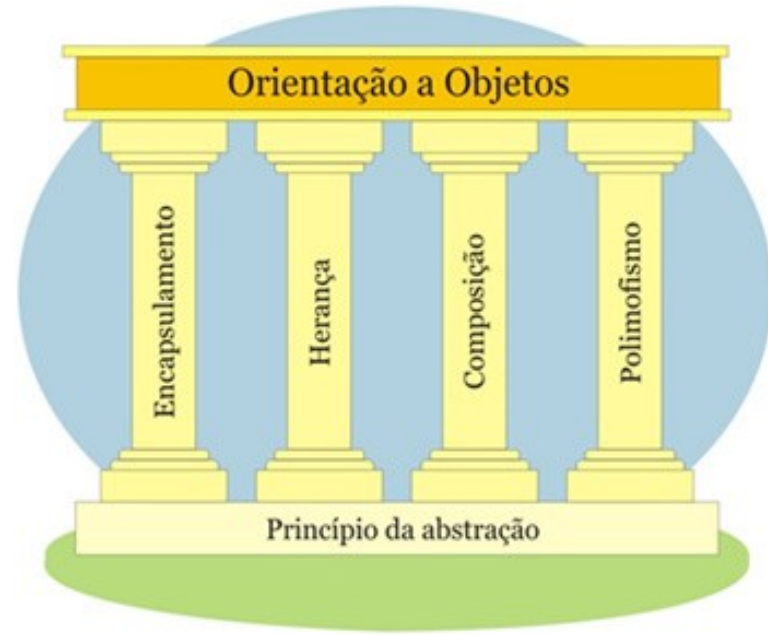 Orientação a Objetos
Encapsulamento
Herança
Composição
Polimofismo
Princípio da abstração